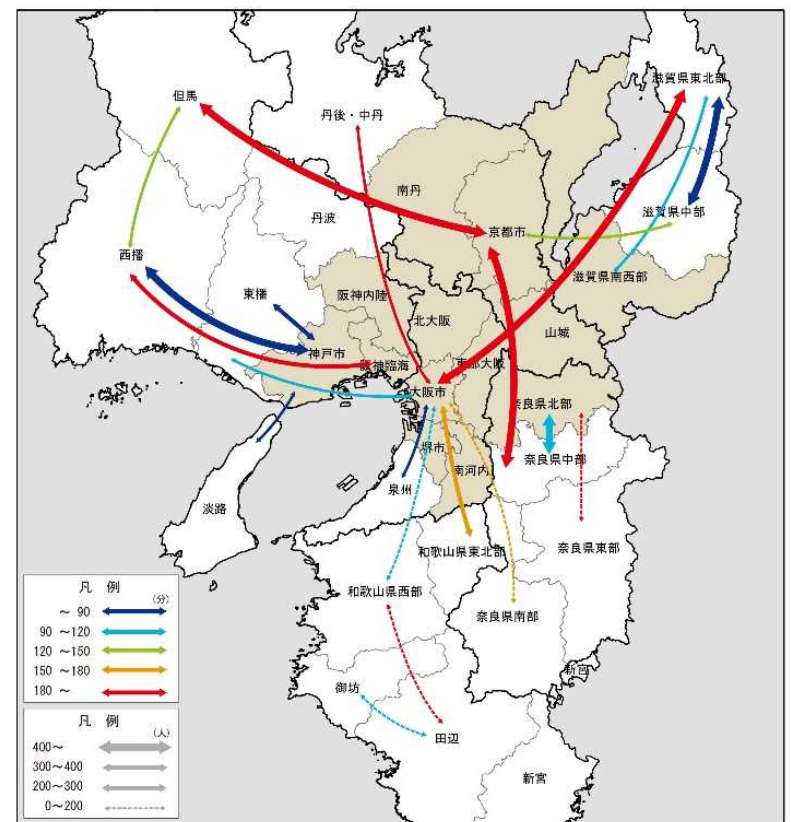 滋賀県東北部
但馬
丹後・中丹
南丹
滋賀県中部
丹波
京都市
西播
滋賀県南西部
東播
阪神内陸
北大阪
山城
神戸市
阪神臨海
東部大阪
大阪市
奈良県北部
堺市
奈良県中部
南河内
泉州
淡路
和歌山県東北部
奈良県東部
凡 例
(分)
~ 90
90 ~120
120 ~150
150 ~180
180 ~
和歌山県西部
奈良県南部
新宮
御坊
凡 例
(人)
400~
300~400
200~300
0~200
田辺
新宮